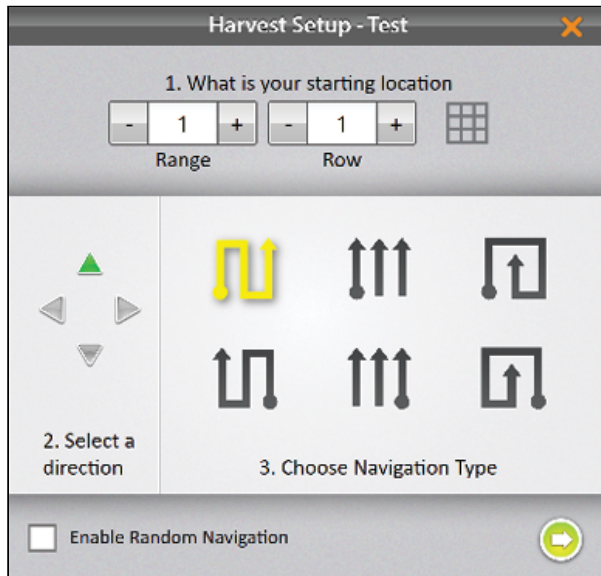 Harvest Setup - Test
1. What is your starting location
- 1 + - 1 +
Range Row
2. Select a
direction
3. Choose Navigation Type
Enable Random Navigation